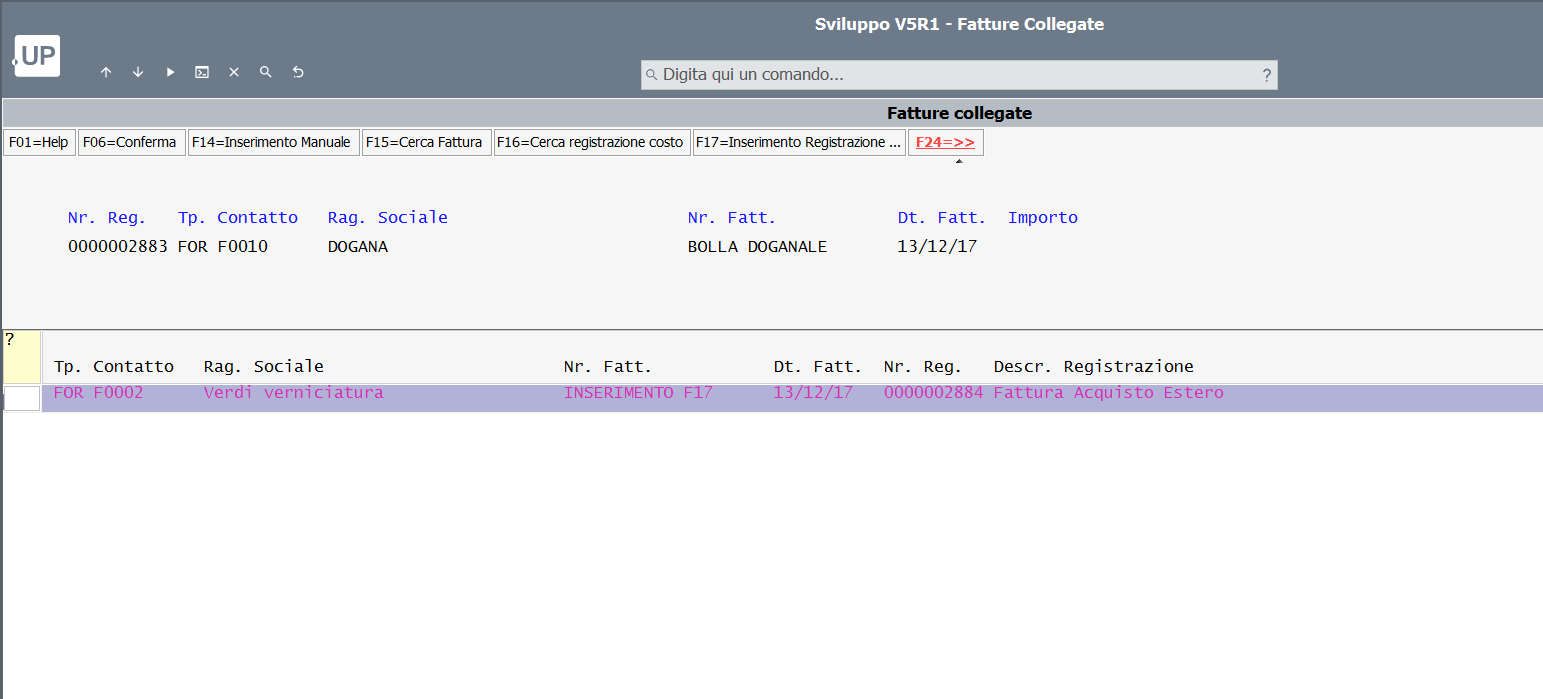 Sviluppo V5R1 - Fatture Collegate
.UP
Digita qui un comando... ?
Fatture collegate
F01=Help F06=Conferma F14=Inserimento Manuale F15=Cerca Fattura F16=Cerca registrazione costo F17=Inserimento Registrazione ... F24=>>
Nr. Reg. Tp. Contatto Rag. Sociale Nr. Fatt. Dt. Fatt. Importo
0000002883 FOR F0010 DOGANA BOLLA DOGANALE 13/12/17
?
Tp. Contatto Rag. Sociale Nr. Fatt. Dt. Fatt. Nr. Reg. Descr. Registrazione
FOR F0002 Verdi verniciatura INSERIMENTO F17 13/12/17 0000002884 Fattura Acquisto Estero